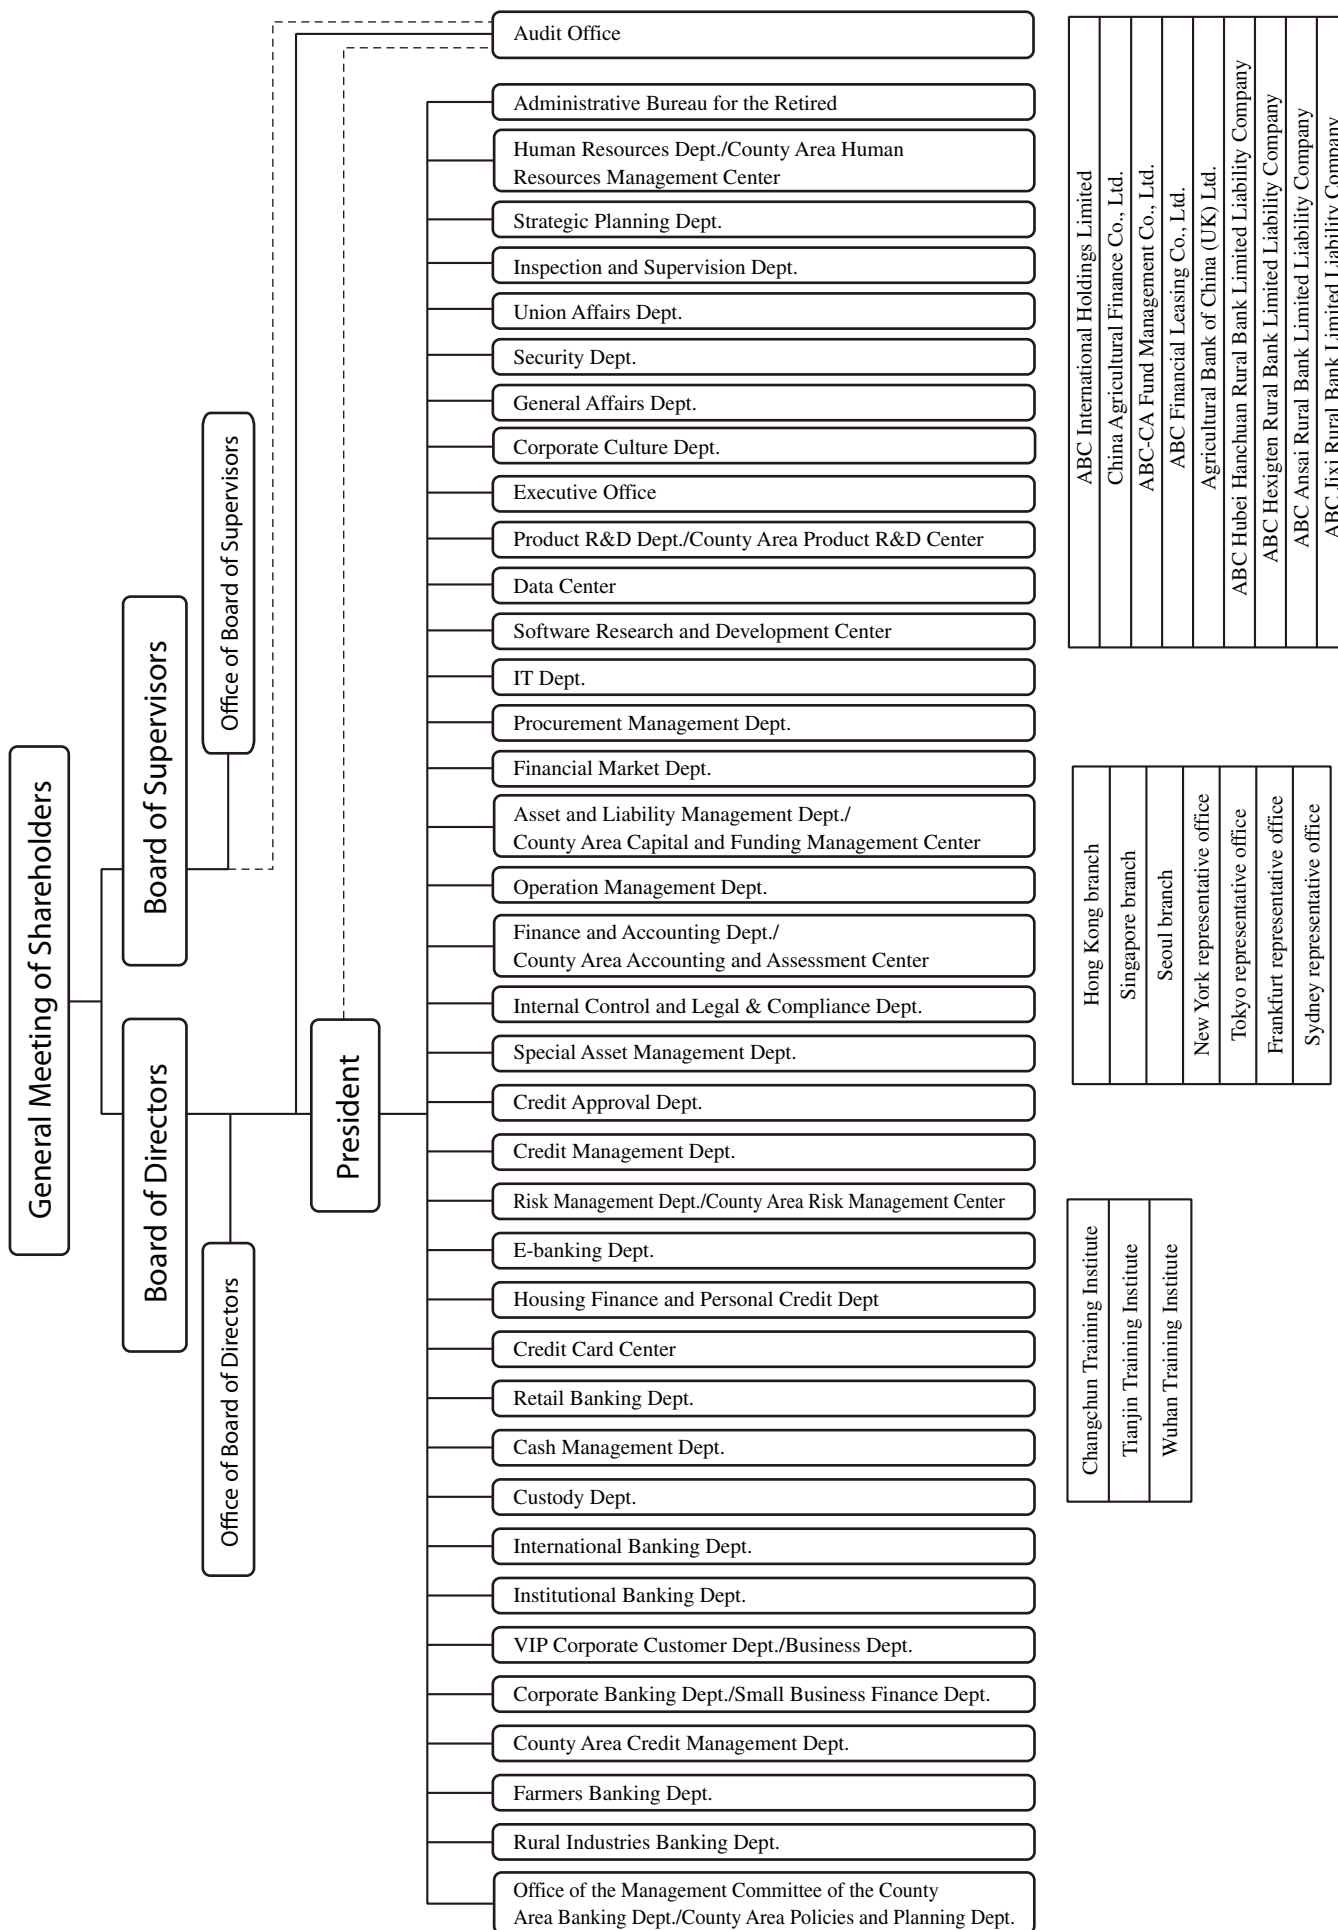 General Meeting of Shareholders
Board of Supervisors
Board of Directors
Office of Board of Supervisors
Office of Board of Directors
President
Audit Office
Administrative Bureau for the Retired
Human Resources Dept./County Area Human
Resources Management Center
Strategic Planning Dept.
Inspection and Supervision Dept.
Union Affairs Dept.
Security Dept.
General Affairs Dept.
Corporate Culture Dept.
Executive Office
Product R&D Dept./County Area Product R&D Center
Data Center
Software Research and Development Center
IT Dept.
Procurement Management Dept.
Financial Market Dept.
Asset and Liability Management Dept./
County Area Capital and Funding Management Center
Operation Management Dept.
Finance and Accounting Dept./
County Area Accounting and Assessment Center
Internal Control and Legal & Compliance Dept.
Special Asset Management Dept.
Credit Approval Dept.
Credit Management Dept.
Risk Management Dept./County Area Risk Management Center
E-banking Dept.
Housing Finance and Personal Credit Dept
Credit Card Center
Retail Banking Dept.
Cash Management Dept.
Custody Dept.
International Banking Dept.
Institutional Banking Dept.
VIP Corporate Customer Dept./Business Dept.
Corporate Banking Dept./Small Business Finance Dept.
County Area Credit Management Dept.
Farmers Banking Dept.
Rural Industries Banking Dept.
Office of the Management Committee of the County
Area Banking Dept./County Area Policies and Planning Dept.
ABC International Holdings Limited
China Agricultural Finance Co., Ltd.
ABC-CA Fund Management Co., Ltd.
ABC Financial Leasing Co., Ltd.
Agricultural Bank of China (UK) Ltd.
ABC Hubei Hanchuan Rural Bank Limited Liability Company
ABC Hexigten Rural Bank Limited Liability Company
ABC Ansai Rural Bank Limited Liability Company
ABC Jixi Rural Bank Limited Liability Company
Hong Kong branch
Singapore branch
Seoul branch
New York representative office
Tokyo representative office
Frankfurt representative office
Sydney representative office
Changchun Training Institute
Tianjin Training Institute
Wuhan Training Institute